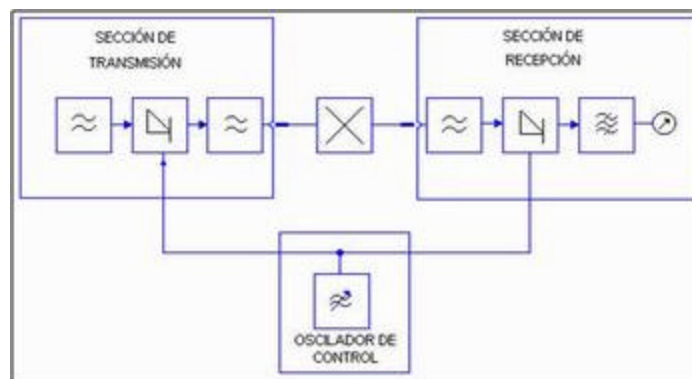 SECCIÓN DE
TRANSMISIÓN
SECCIÓN DE
RECEPCIÓN
OSCILADOR DE
CONTROL